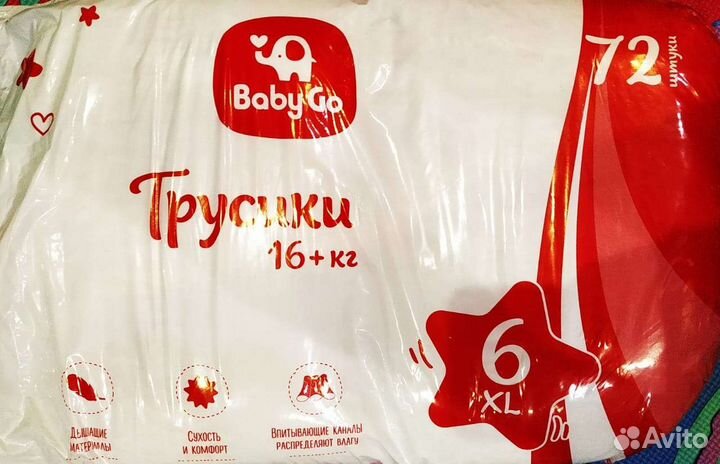 BabyGo
72
штуки
Трусики
16+ кг
6
XL
Дышащие
материалы
Сухость
и комфорт
Впитывающие каналы
распределяют влагу
Avito